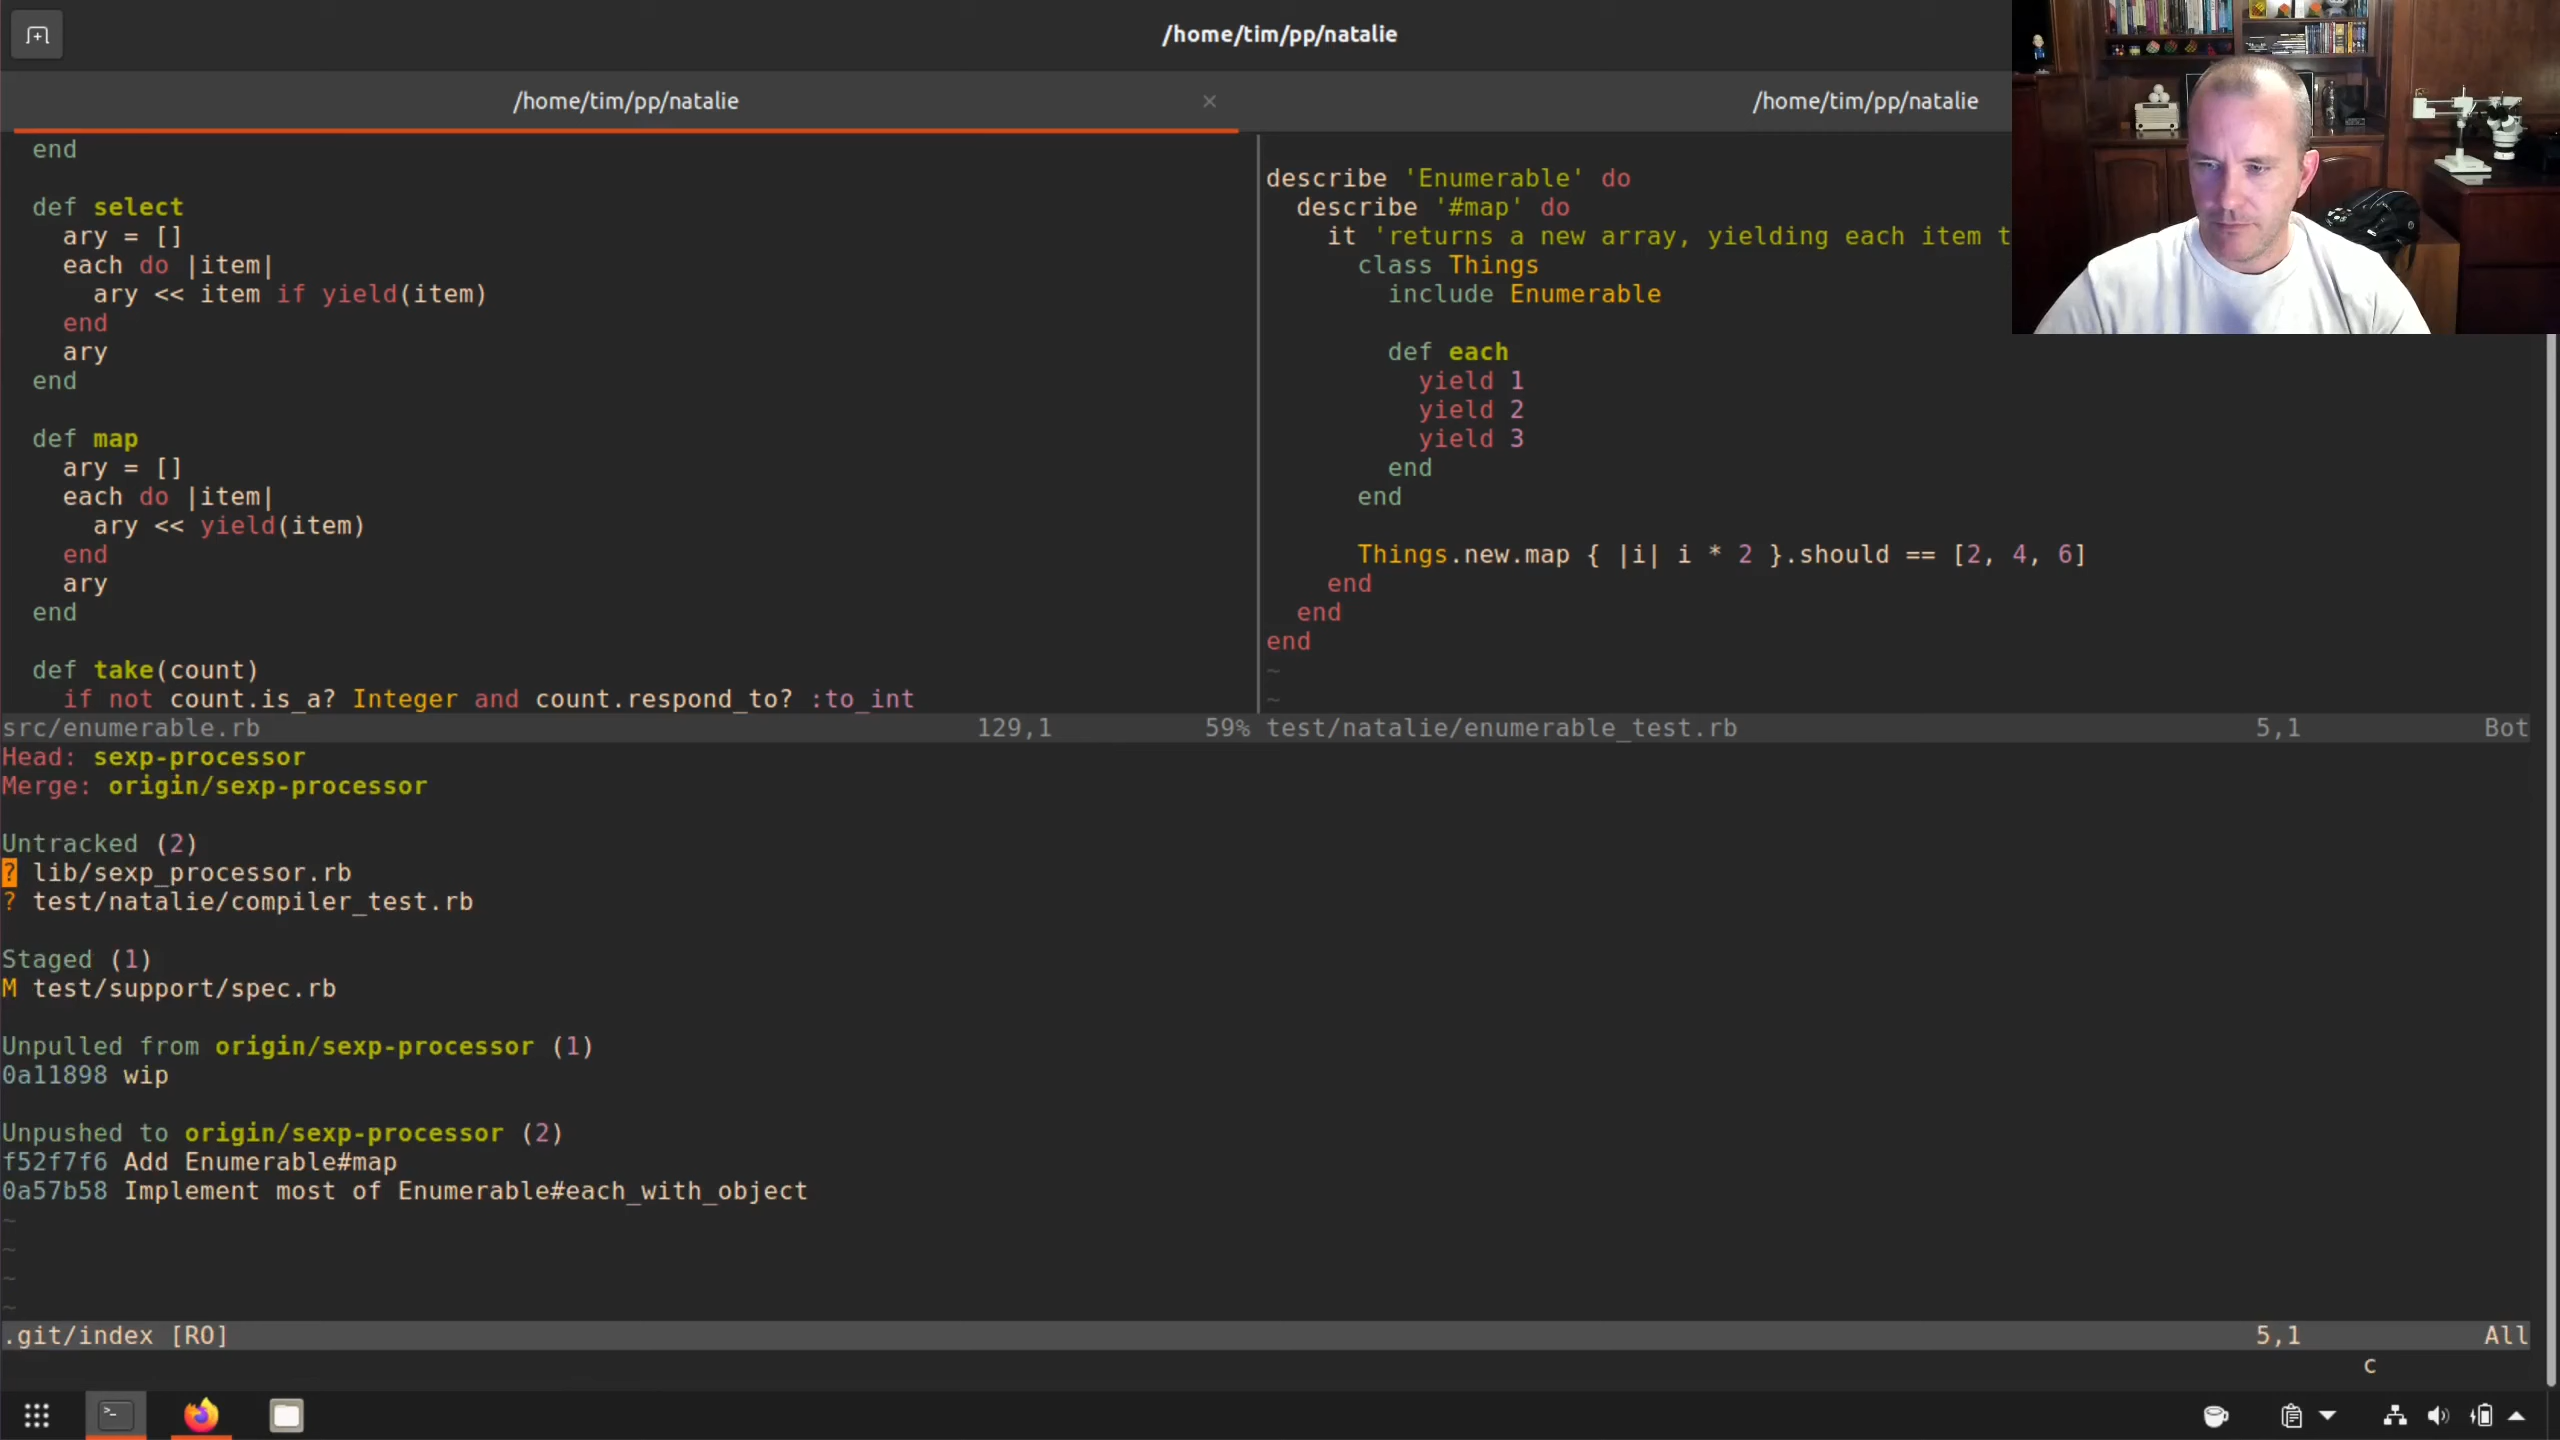 /home/tim/pp/natalie
/home/tim/pp/natalie ×
/home/tim/pp/natalie
end
def select
ary = []
each do |item|
ary << item if yield(item)
end
ary
end
def map
ary = []
each do |item|
ary << yield(item)
end
ary
end
def take(count)
if not count.is_a? Integer and count.respond_to? :to_int
src/enumerable.rb 129,1 59%
describe 'Enumerable' do
describe '#map' do
it 'returns a new array, yielding each item t
class Things
include Enumerable
def each
yield 1
yield 2
yield 3
end
end
Things.new.map { |i| i * 2 }.should == [2, 4, 6]
end
end
end
~
~
test/natalie/enumerable_test.rb 5,1 Bot
Head: sexp-processor
Merge: origin/sexp-processor
Untracked (2)
? lib/sexp_processor.rb
? test/natalie/compiler_test.rb
Staged (1)
M test/support/spec.rb
Unpulled from origin/sexp-processor (1)
0a11898 wip
Unpushed to origin/sexp-processor (2)
f52f7f6 Add Enumerable#map
0a57b58 Implement most of Enumerable#each_with_object
~
~
~
~
.git/index [RO] 5,1 All
c